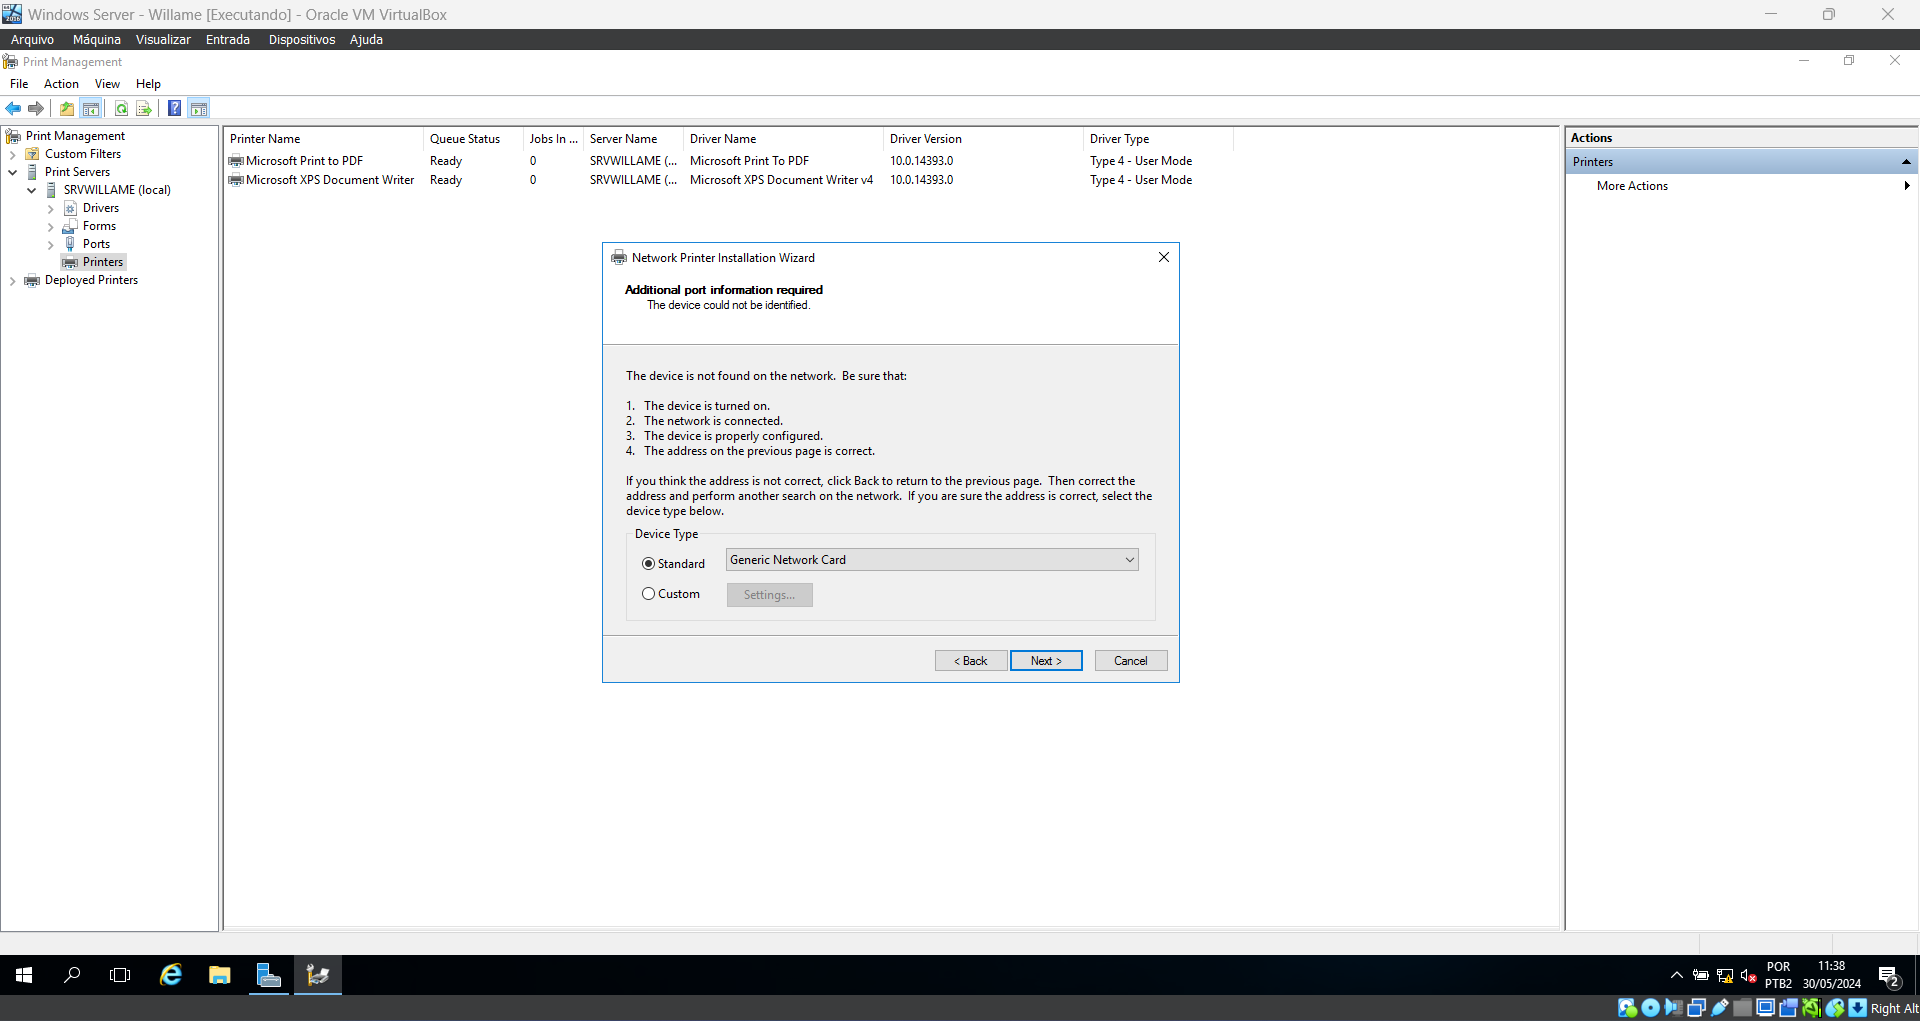 Windows Server - Willame [Executando] - Oracle VM VirtualBox
Arquivo Máquina Visualizar Entrada Dispositivos Ajuda
Print Management
File Action View Help
Print Management
Custom Filters
Print Servers
SRVWILLAME (local)
Drivers
Forms
Ports
Printers
Deployed Printers
Printer Name Queue Status Jobs In ... Server Name Driver Name Driver Version Driver Type
Microsoft Print to PDF Ready 0 SRVWILLAME (... Microsoft Print To PDF 10.0.14393.0 Type 4 - User Mode
Microsoft XPS Document Writer Ready 0 SRVWILLAME (... Microsoft XPS Document Writer v4 10.0.14393.0 Type 4 - User Mode
Actions
Printers
More Actions
Network Printer Installation Wizard
Additional port information required
The device could not be identified.
The device is not found on the network. Be sure that:
1. The device is turned on.
2. The network is connected.
3. The device is properly configured.
4. The address on the previous page is correct.
If you think the address is not correct, click Back to return to the previous page. Then correct the
address and perform another search on the network. If you are sure the address is correct, select the
device type below.
Device Type
Standard Generic Network Card
Custom Settings...
< Back Next > Cancel
POR
PTB2
11:38
30/05/2024
2
Right Alt